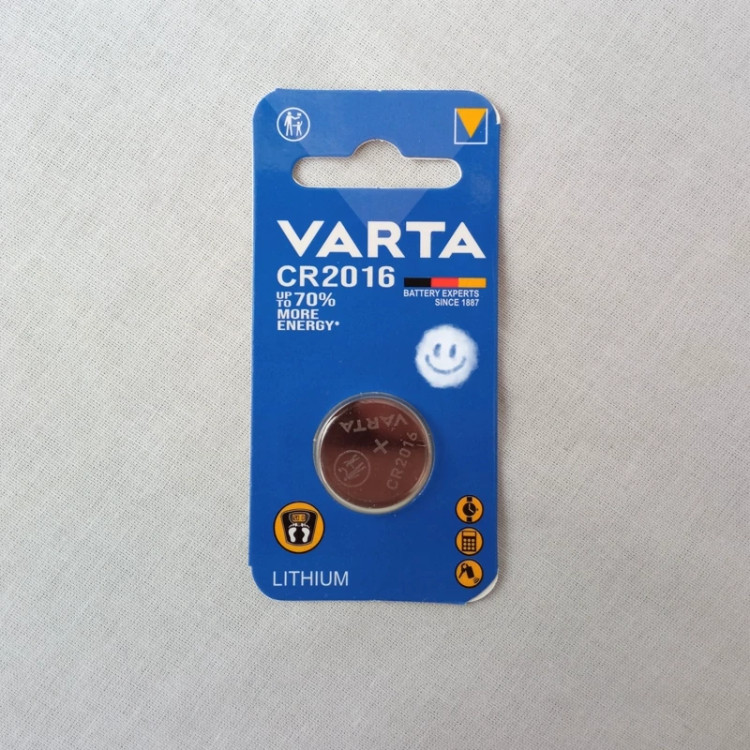 VARTA
CR2016
BATTERY EXPERTS
SINCE 1887
UP TO 70%
MORE
ENERGY*
VARTA
+
CR2016
LITHIUM